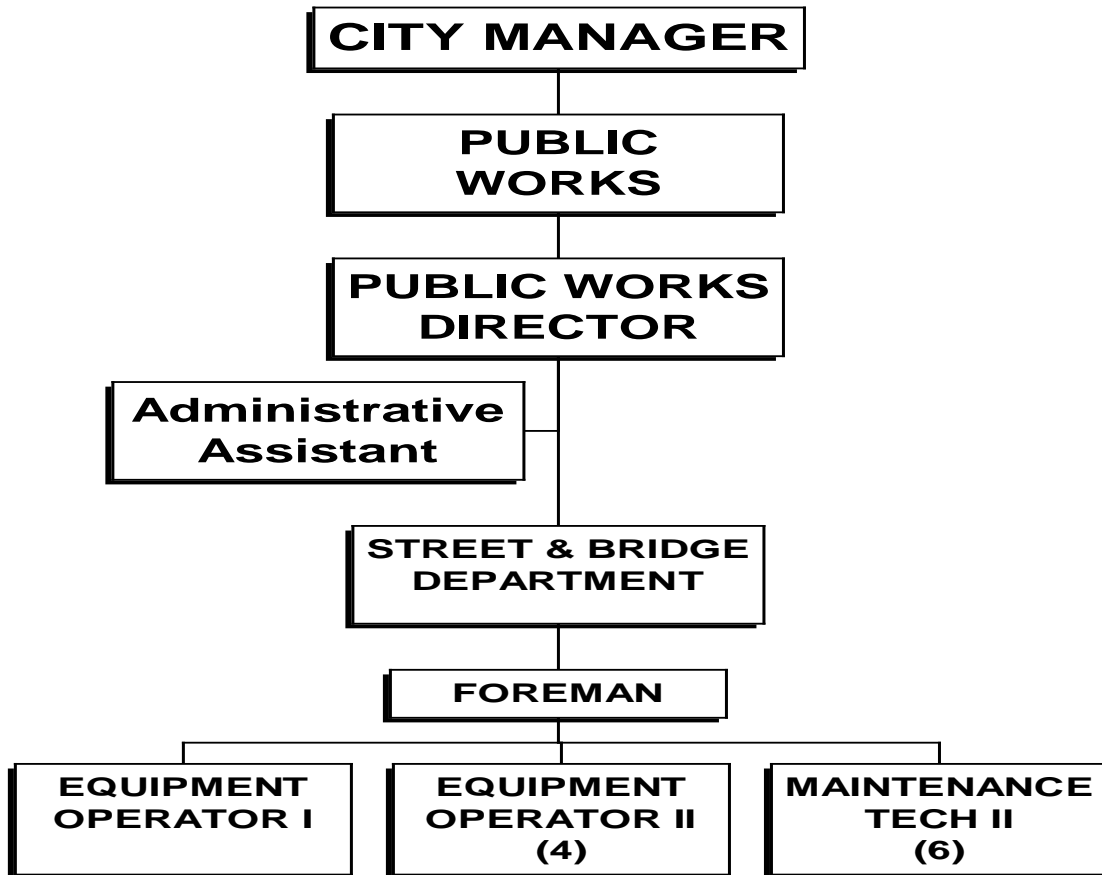 CITY MANAGER
PUBLIC
WORKS
PUBLIC WORKS
DIRECTOR
Administrative
Assistant
STREET & BRIDGE
DEPARTMENT
FOREMAN
EQUIPMENT
OPERATOR I
EQUIPMENT
OPERATOR II
(4)
MAINTENANCE
TECH II
(6)